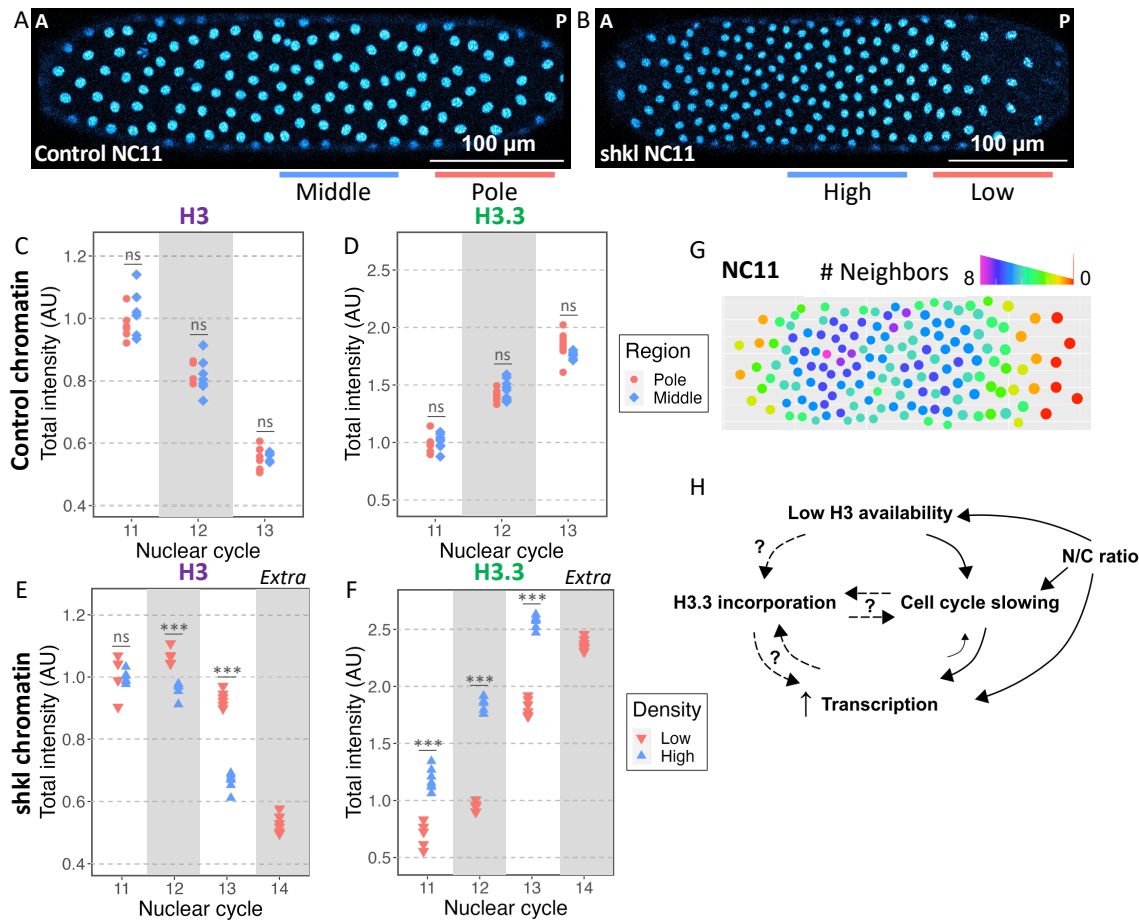 A
A
P
Control NC11
100 μm
B
A
P
shkl NC11
100 μm
Middle
Pole
High
Low
Control chromatin
C
H3
Total intensity (AU)
1.2
1.0
0.8
0.6
0.4
ns
ns
ns
11
12
13
Nuclear cycle
D
H3.3
Total intensity (AU)
2.5
2.0
1.5
1.0
0.5
ns
ns
ns
11
12
13
Nuclear cycle
Region
Pole
Middle
G
NC11
# Neighbors
8
0
shkl chromatin
E
H3
Extra
Total intensity (AU)
1.2
1.0
0.8
0.6
0.4
ns
***
***
11
12
13
14
Nuclear cycle
F
H3.3
Extra
Total intensity (AU)
2.5
2.0
1.5
1.0
0.5
***
***
***
11
12
13
14
Nuclear cycle
Density
Low
High
H
Low H3 availability
?
N/C ratio
H3.3 incorporation
?
Cell cycle slowing
?
↑ Transcription